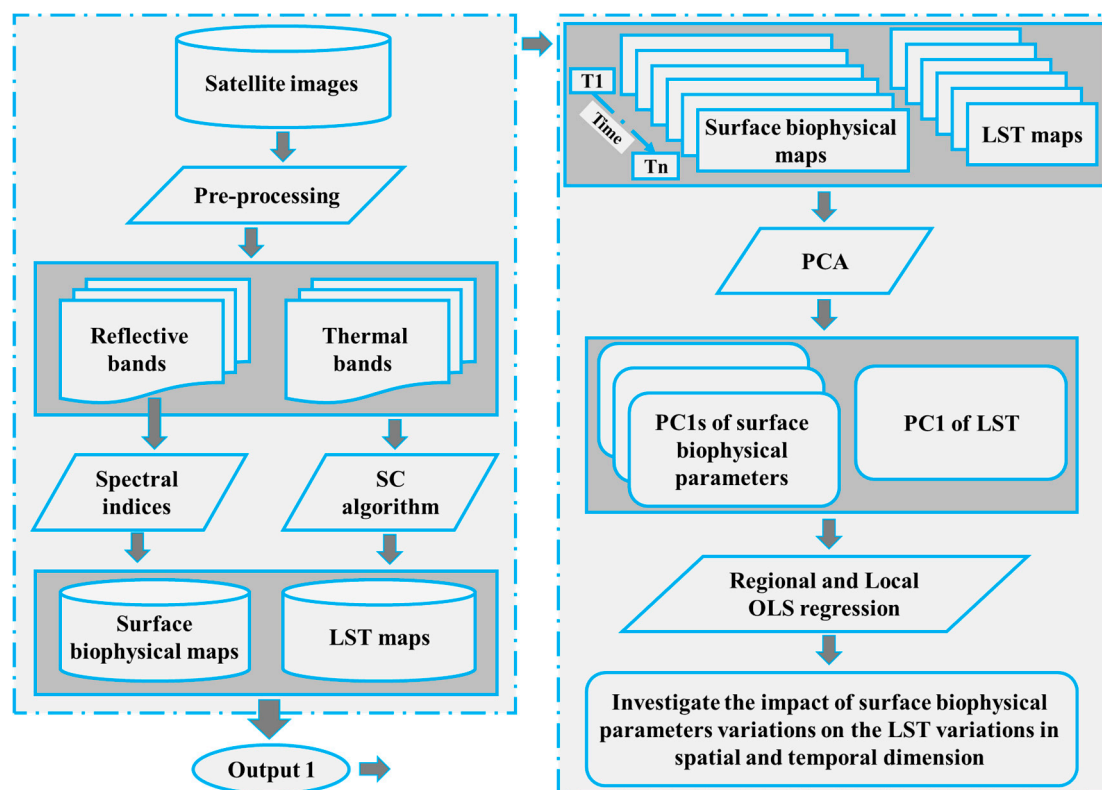 Satellite images
Pre-processing
Reflective
bands
Thermal
bands
Spectral
indices
SC
algorithm
Surface
biophysical maps
LST maps
Output 1
T1
Time
Tn
Surface biophysical
maps
LST maps
PCA
PC1s of surface
biophysical
parameters
PC1 of LST
Regional and Local
OLS regression
Investigate the impact of surface biophysical
parameters variations on the LST variations in
spatial and temporal dimension